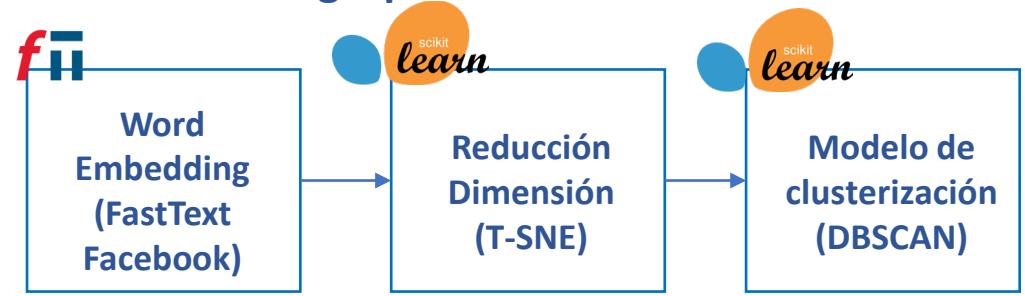 scikit
learn
scikit
learn
Word
Embedding
(FastText
Facebook)
Reducción
Dimensión
(T-SNE)
Modelo de
clusterización
(DBSCAN)